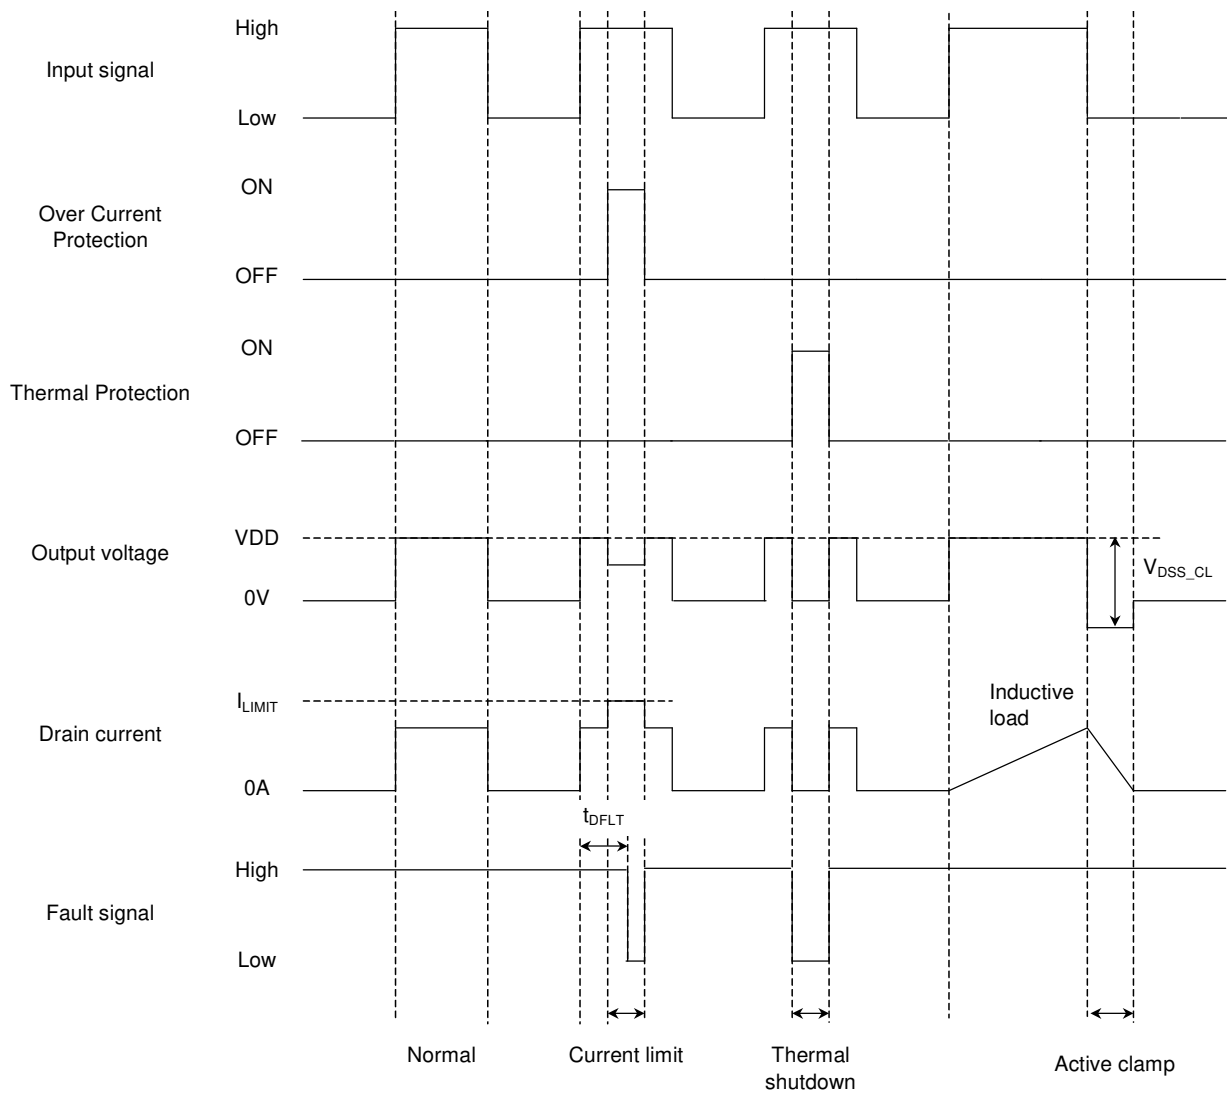 High
Input signal
Low
ON
Over Current
Protection
OFF
ON
Thermal Protection
OFF
VDD
Output voltage
0V
V_DSS_CL
I_LIMIT
Inductive
load
Drain current
0A
t_DFLT
High
Fault signal
Low
Normal
Current limit
Thermal
shutdown
Active clamp